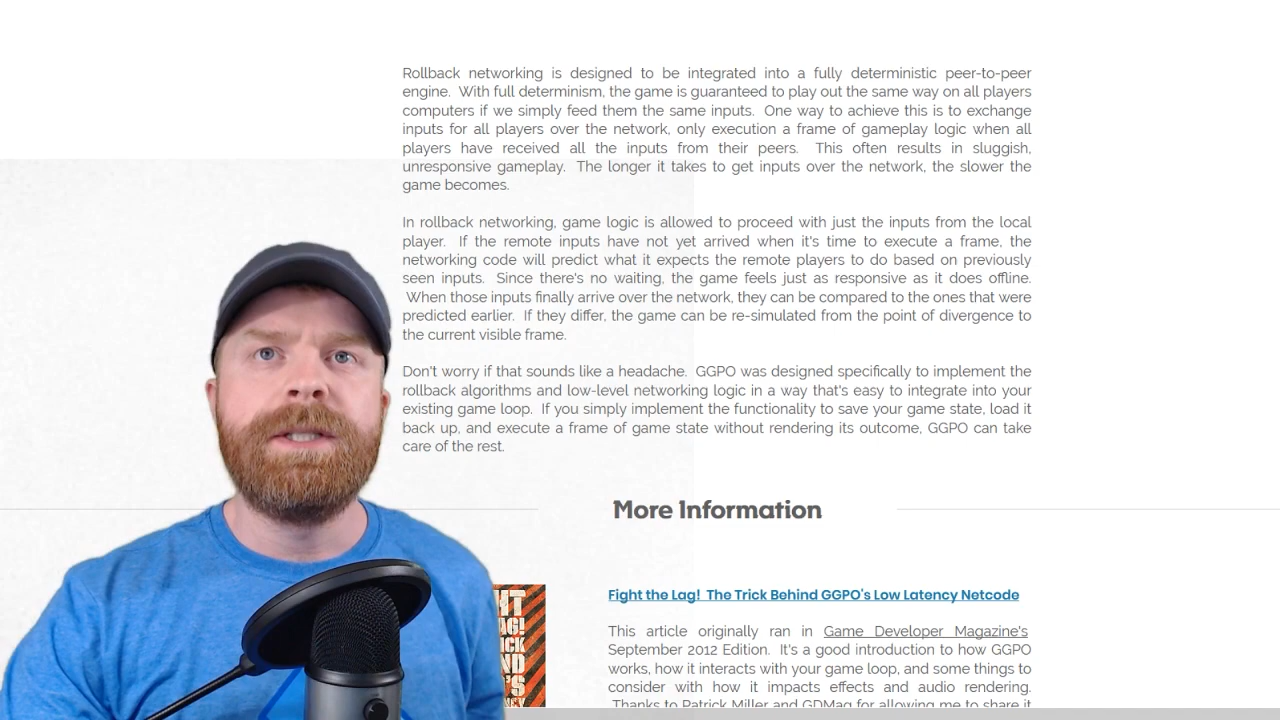 Rollback networking is designed to be integrated into a fully deterministic peer-to-peer
engine. With full determinism, the game is guaranteed to play out the same way on all players
computers if we simply feed them the same inputs. One way to achieve this is to exchange
inputs for all players over the network, only execution a frame of gameplay logic when all
players have received all the inputs from their peers. This often results in sluggish,
unresponsive gameplay. The longer it takes to get inputs over the network, the slower the
game becomes.
In rollback networking, game logic is allowed to proceed with just the inputs from the local
player. If the remote inputs have not yet arrived when it's time to execute a frame, the
networking code will predict what it expects the remote players to do based on previously
seen inputs. Since there's no waiting, the game feels just as responsive as it does offline.
When those inputs finally arrive over the network, they can be compared to the ones that were
predicted earlier. If they differ, the game can be re-simulated from the point of divergence to
the current visible frame.
Don't worry if that sounds like a headache. GGPO was designed specifically to implement the
rollback algorithms and low-level networking logic in a way that's easy to integrate into your
existing game loop. If you simply implement the functionality to save your game state, load it
back up, and execute a frame of game state without rendering its outcome, GGPO can take
care of the rest.
More Information
Fight the Lag! The Trick Behind GGPO's Low Latency Netcode
This article originally ran in Game Developer Magazine's
September 2012 Edition. It's a good introduction to how GGPO
works, how it interacts with your game loop, and some things to
consider with how it impacts effects and audio rendering.
Thanks to Patrick Miller and GDMag for allowing me to share it